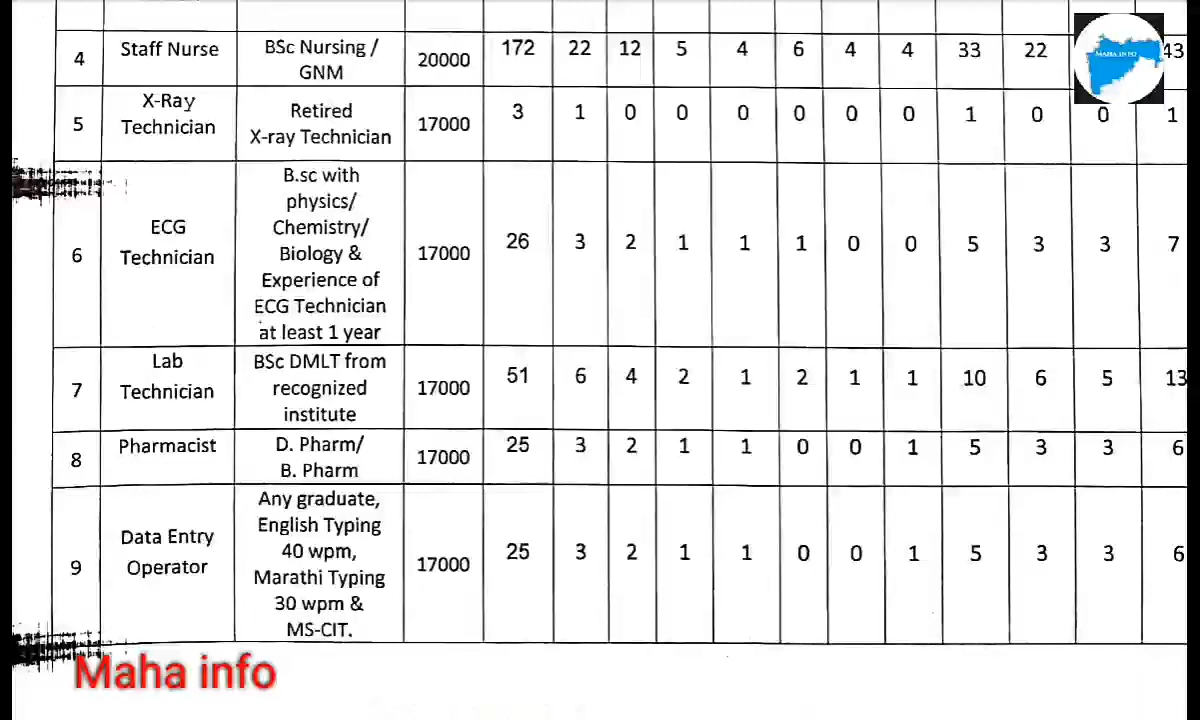 4 Staff Nurse BSc Nursing / GNM 20000 172 22 12 5 4 6 4 4 33 22 43
5 X-Ray Technician Retired X-ray Technician 17000 3 1 0 0 0 0 0 0 1 0 0 1
6 ECG Technician B.sc with physics/ Chemistry/ Biology & Experience of ECG Technician at least 1 year 17000 26 3 2 1 1 1 0 0 5 3 3 7
7 Lab Technician BSc DMLT from recognized institute 17000 51 6 4 2 1 2 1 1 10 6 5 13
8 Pharmacist D. Pharm/ B. Pharm 17000 25 3 2 1 1 0 0 1 5 3 3 6
9 Data Entry Operator Any graduate, English Typing 40 wpm, Marathi Typing 30 wpm & MS-CIT. 17000 25 3 2 1 1 0 0 1 5 3 3 6
MAHA INFO
Maha info